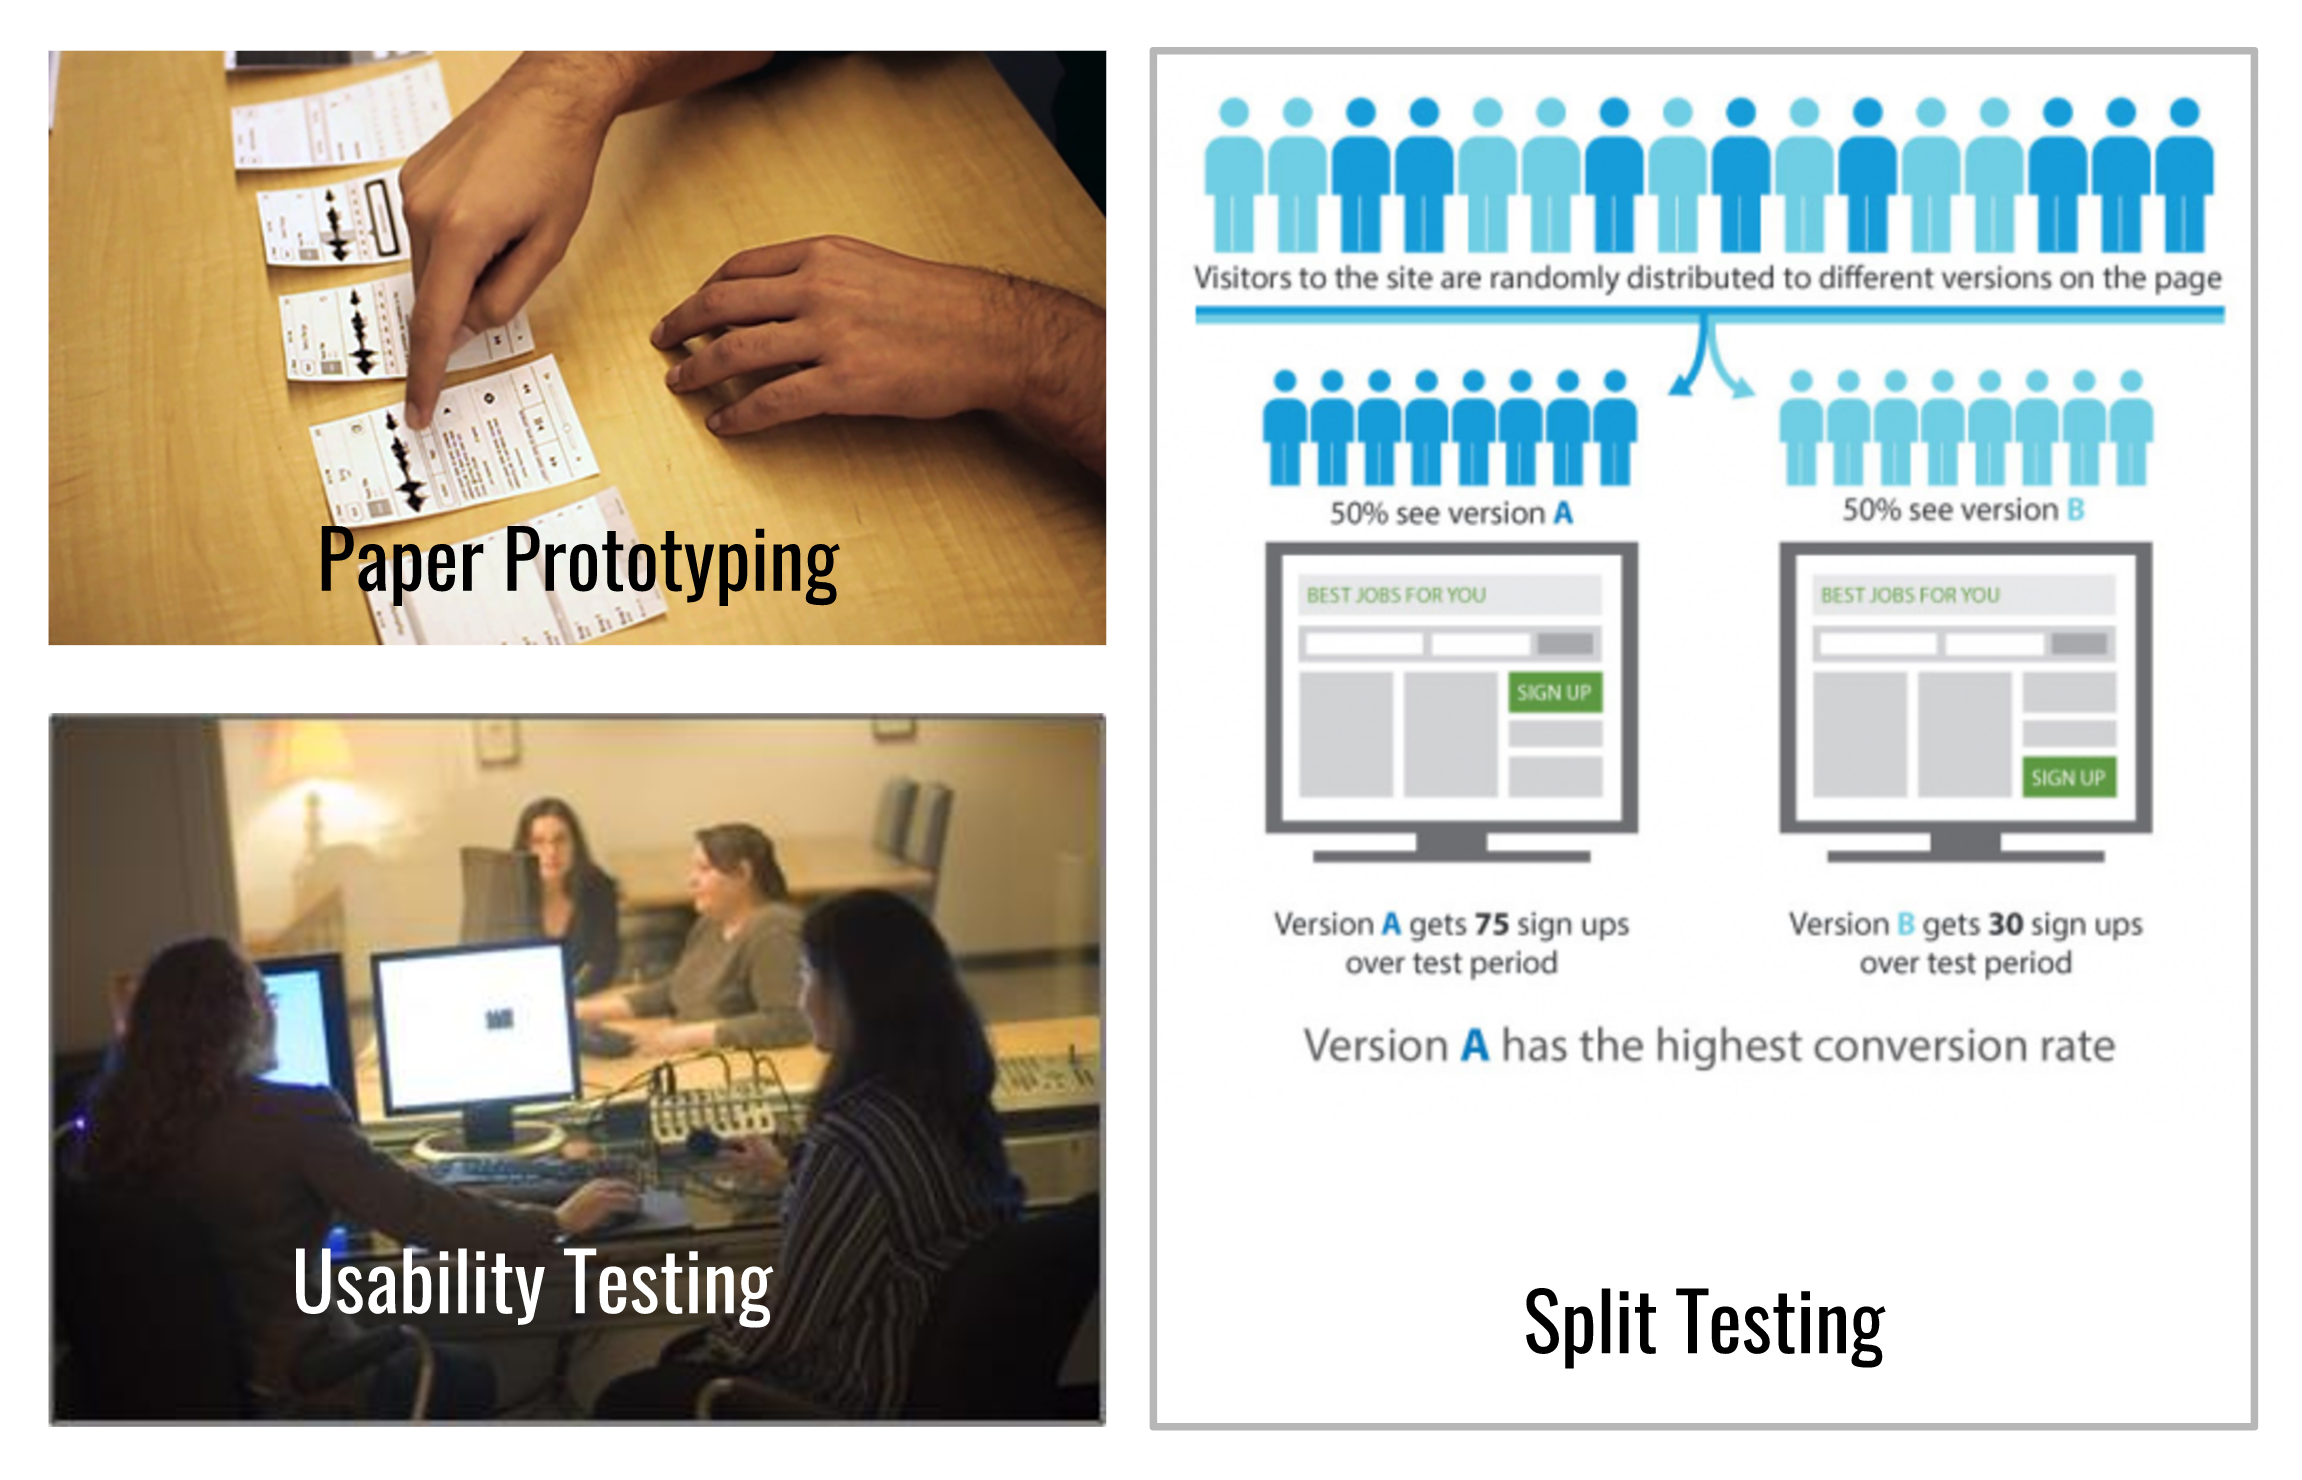 Paper Prototyping
Usability Testing
Visitors to the site are randomly distributed to different versions on the page
50% see version A
50% see version B
BEST JOBS FOR YOU
SIGN UP
BEST JOBS FOR YOU
SIGN UP
Version A gets 75 sign ups
over test period
Version B gets 30 sign ups
over test period
Version A has the highest conversion rate
Split Testing